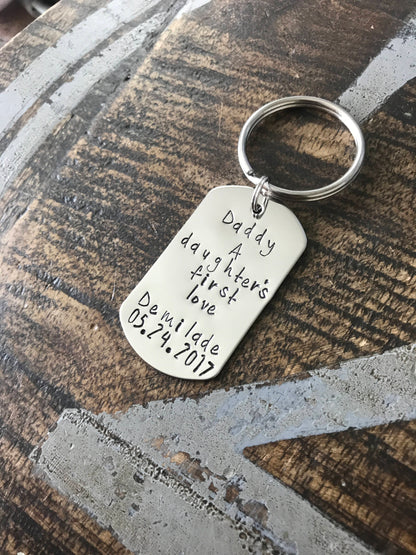 Daddy
A
daughter's
first
love
Demilade
05.24.2017